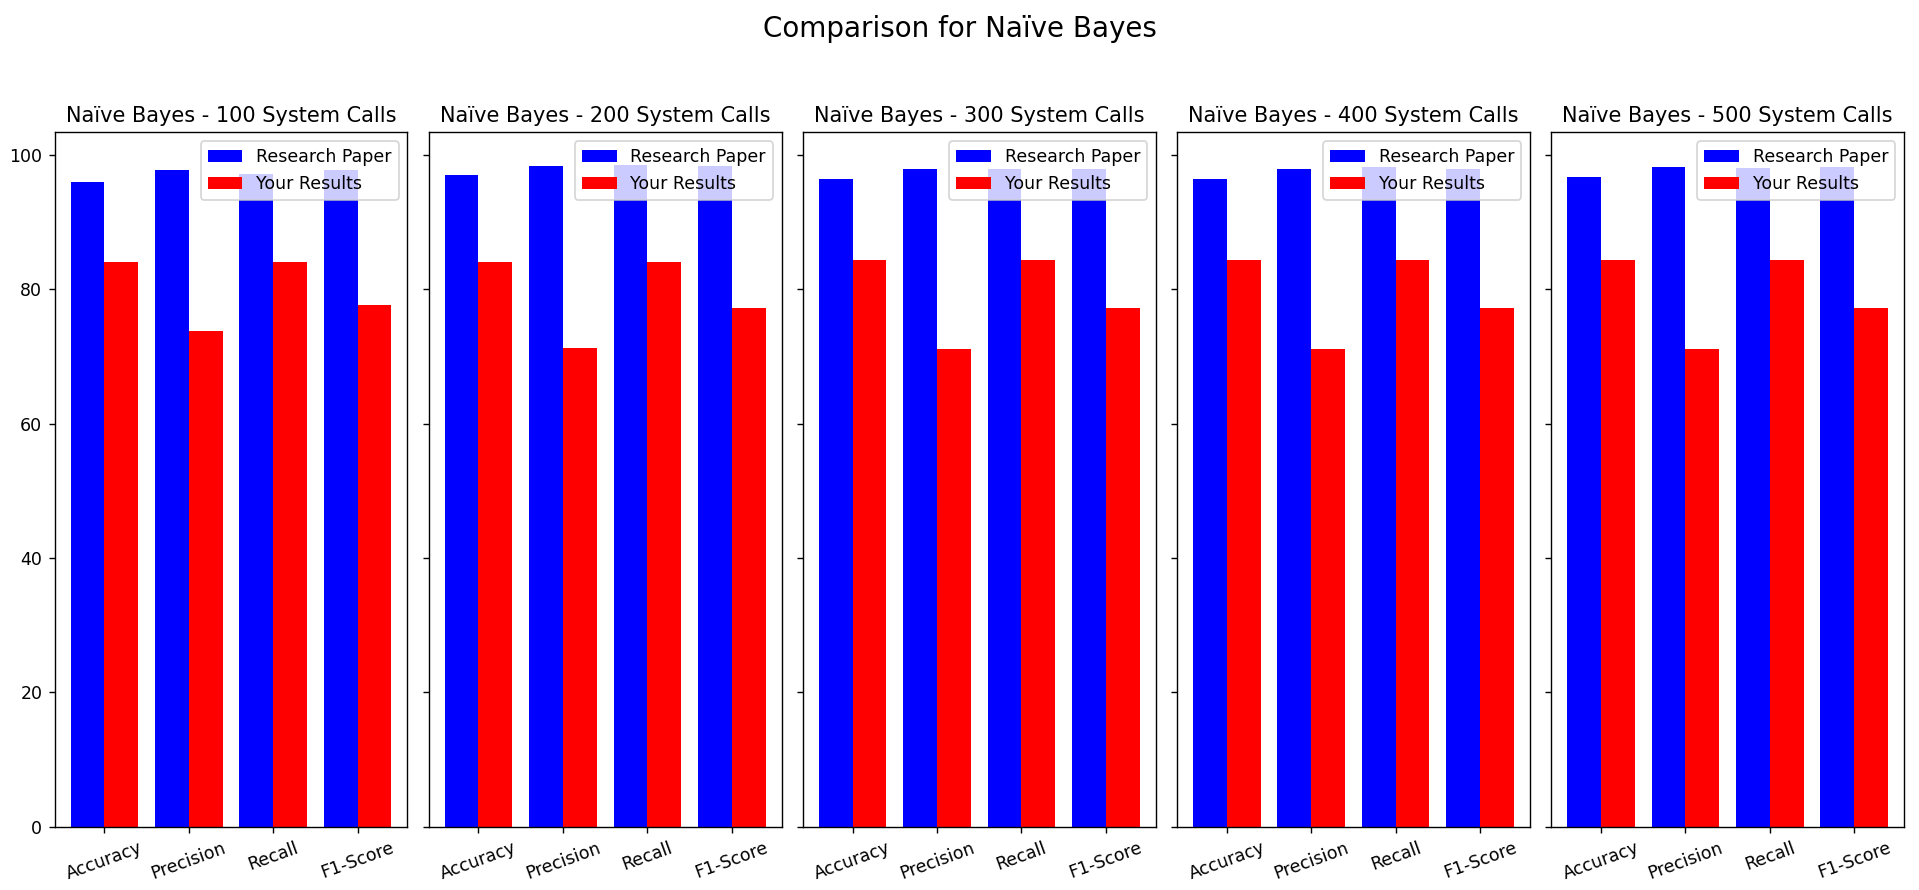 Comparison for Naïve Bayes
Naïve Bayes - 100 System Calls
Research Paper
Your Results
100
80
60
40
20
0
Accuracy
Precision
Recall
F1-Score
Naïve Bayes - 200 System Calls
Research Paper
Your Results
Accuracy
Precision
Recall
F1-Score
Naïve Bayes - 300 System Calls
Research Paper
Your Results
Accuracy
Precision
Recall
F1-Score
Naïve Bayes - 400 System Calls
Research Paper
Your Results
Accuracy
Precision
Recall
F1-Score
Naïve Bayes - 500 System Calls
Research Paper
Your Results
Accuracy
Precision
Recall
F1-Score